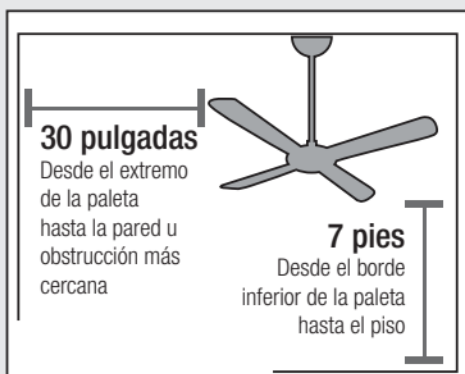 30 pulgadas
Desde el extremo
de la paleta
hasta la pared u
obstrucción más
cercana
7 pies
Desde el borde
inferior de la paleta
hasta el piso